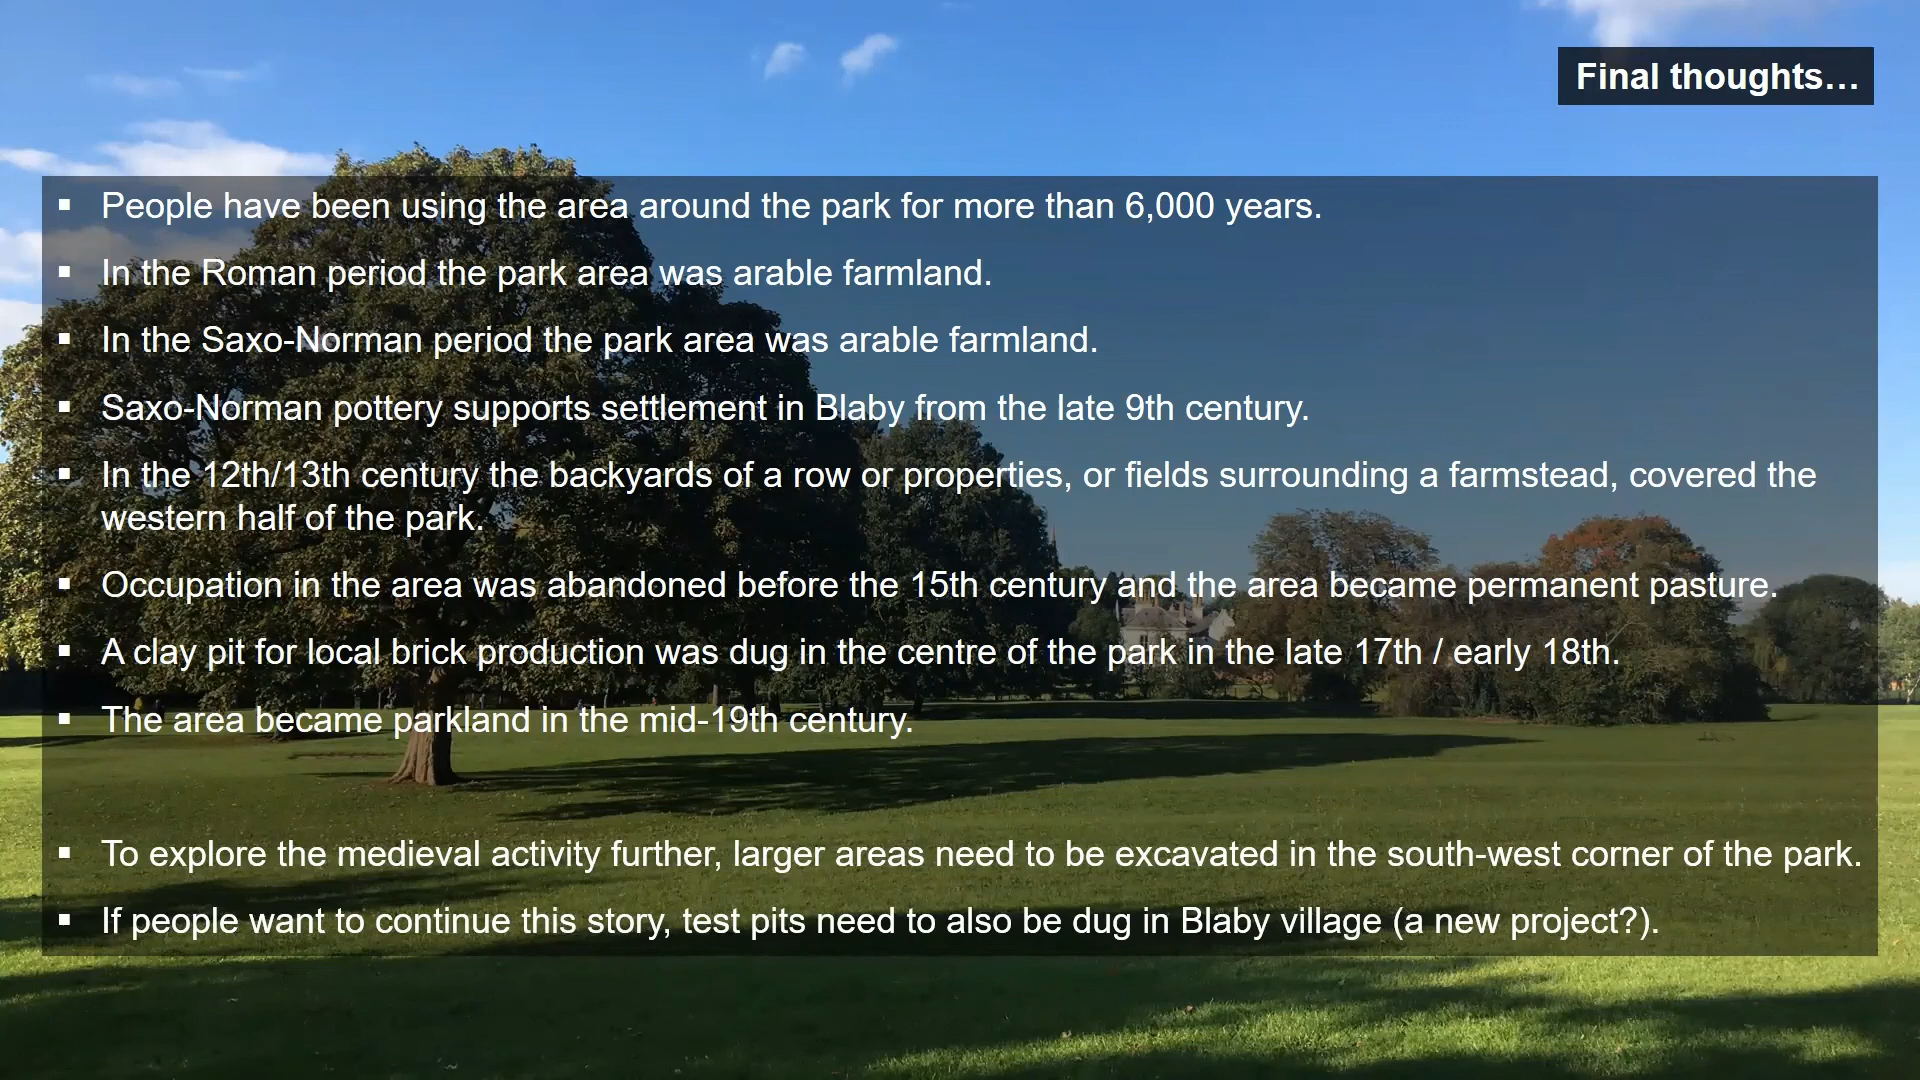 Final thoughts…
▪ People have been using the area around the park for more than 6,000 years.
▪ In the Roman period the park area was arable farmland.
▪ In the Saxo-Norman period the park area was arable farmland.
▪ Saxo-Norman pottery supports settlement in Blaby from the late 9th century.
▪ In the 12th/13th century the backyards of a row or properties, or fields surrounding a farmstead, covered the
western half of the park.
▪ Occupation in the area was abandoned before the 15th century and the area became permanent pasture.
▪ A clay pit for local brick production was dug in the centre of the park in the late 17th / early 18th.
▪ The area became parkland in the mid-19th century.
▪ To explore the medieval activity further, larger areas need to be excavated in the south-west corner of the park.
▪ If people want to continue this story, test pits need to also be dug in Blaby village (a new project?).